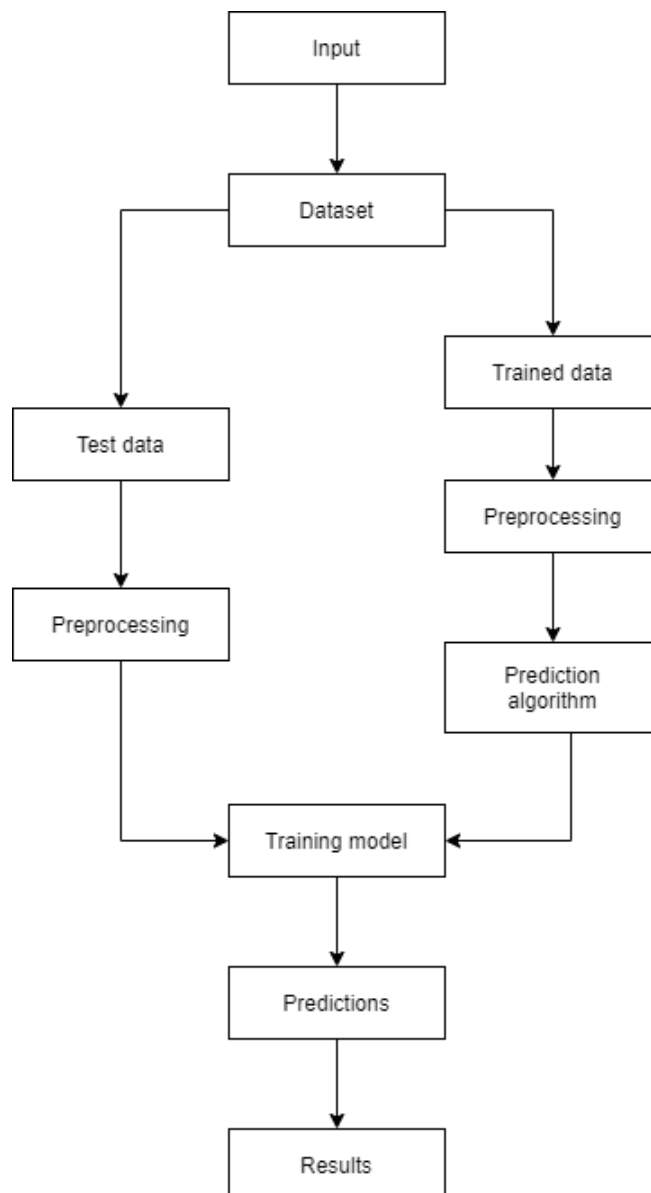 Input
Dataset
Trained data
Test data
Preprocessing
Preprocessing
Prediction
algorithm
Training model
Predictions
Results